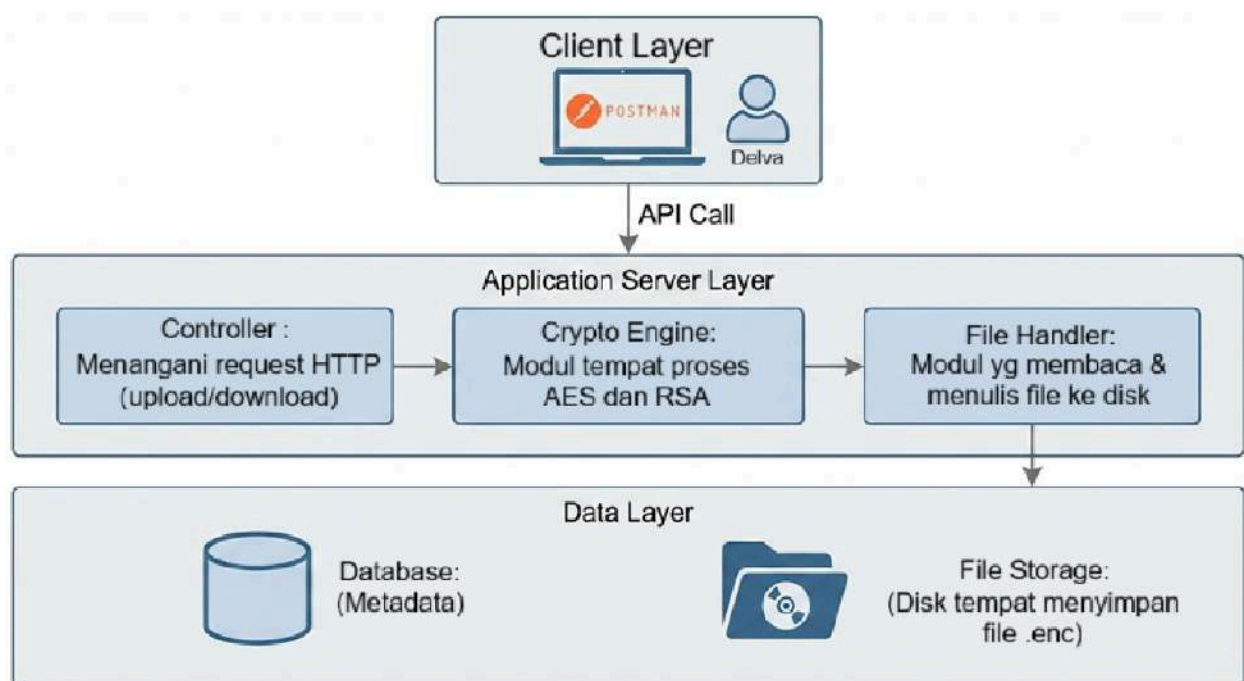 Client Layer
POSTMAN
Delva
API Call
Application Server Layer
Controller :
Menangani request HTTP
(upload/download)
Crypto Engine:
Modul tempat proses
AES dan RSA
File Handler:
Modul yg membaca &
menulis file ke disk
Data Layer
Database:
(Metadata)
File Storage:
(Disk tempat menyimpan
file .enc)